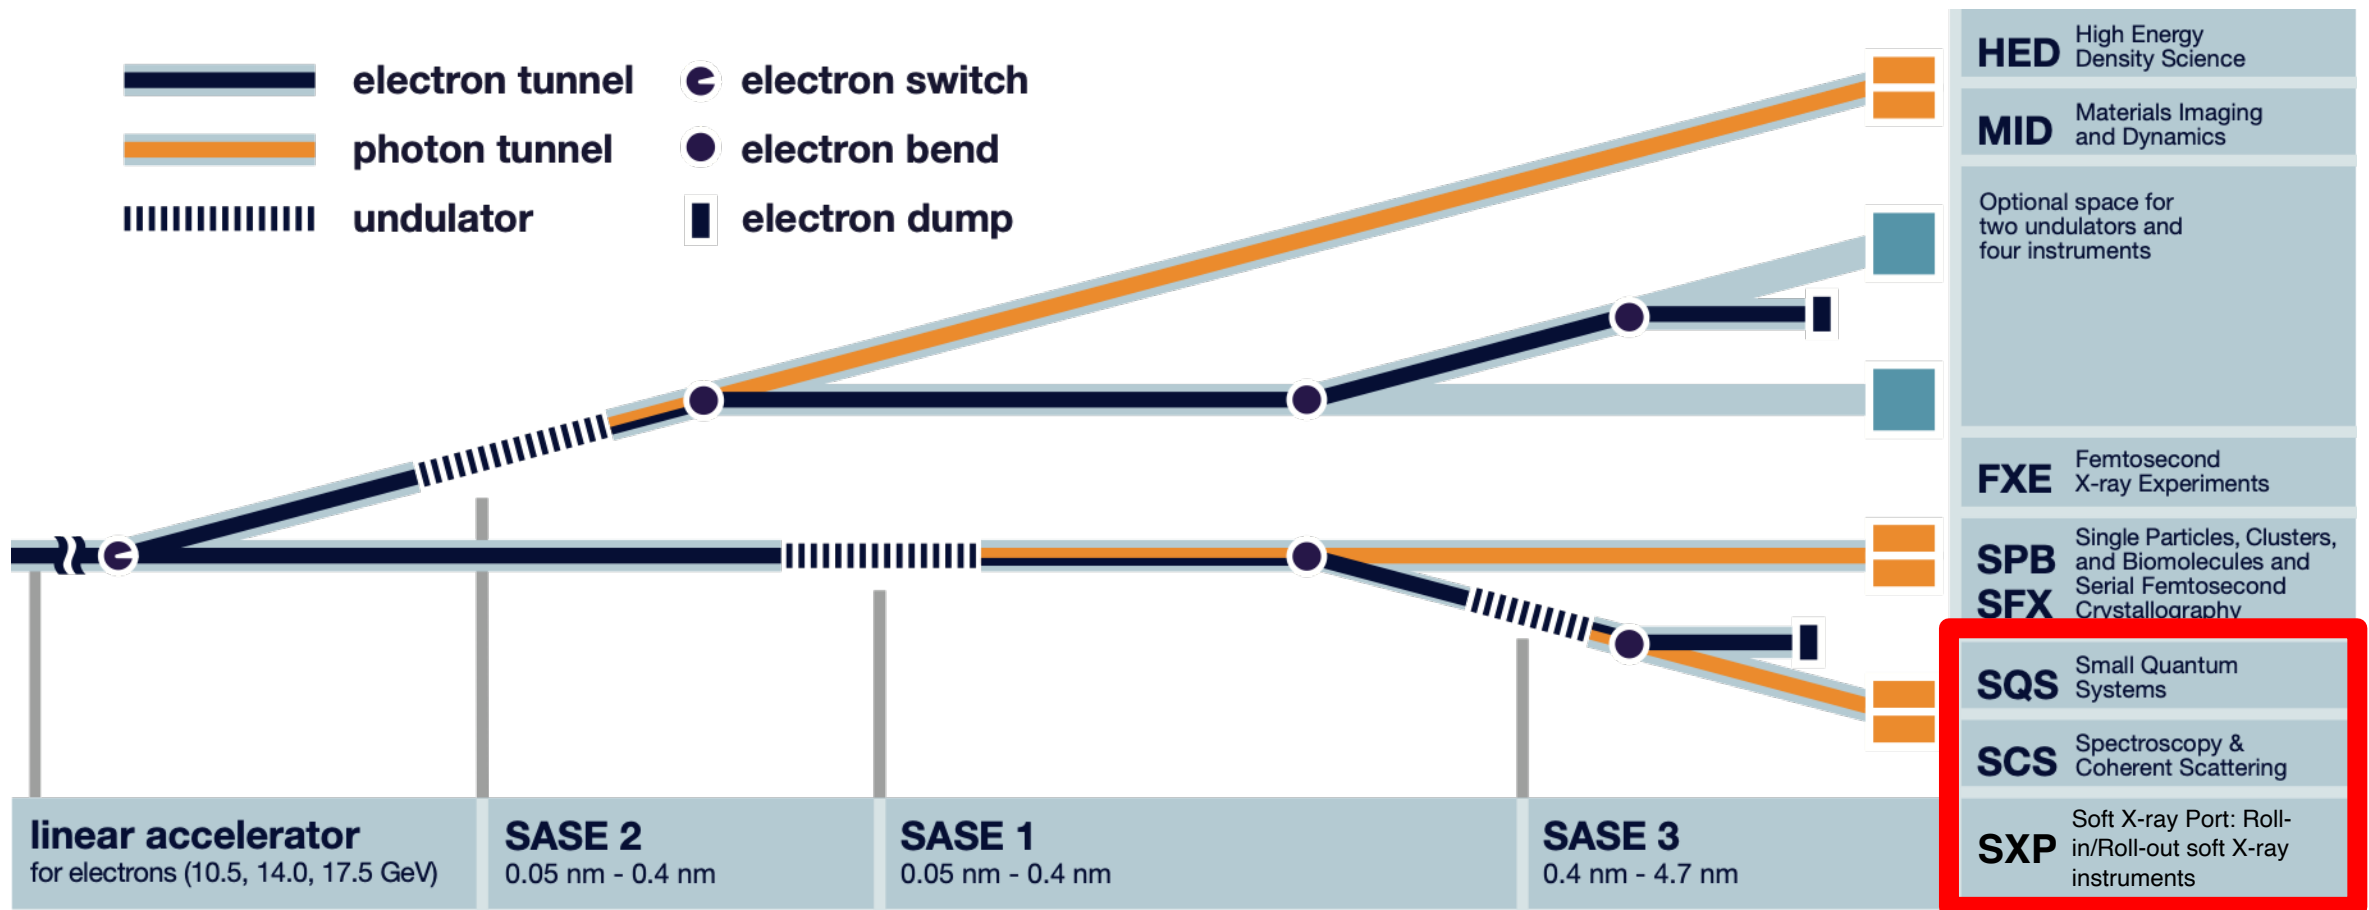 electron tunnel
photon tunnel
undulator
electron switch
electron bend
electron dump
HED
High Energy
Density Science
MID
Materials Imaging
and Dynamics
Optional space for
two undulators and
four instruments
FXE
Femtosecond
X-ray Experiments
SPB
SFX
Single Particles, Clusters,
and Biomolecules and
Serial Femtosecond
Crystallography
SQS
Small Quantum
Systems
SCS
Spectroscopy &
Coherent Scattering
SXP
Soft X-ray Port: Roll-
in/Roll-out soft X-ray
instruments
linear accelerator
for electrons (10.5, 14.0, 17.5 GeV)
SASE 2
0.05 nm - 0.4 nm
SASE 1
0.05 nm - 0.4 nm
SASE 3
0.4 nm - 4.7 nm